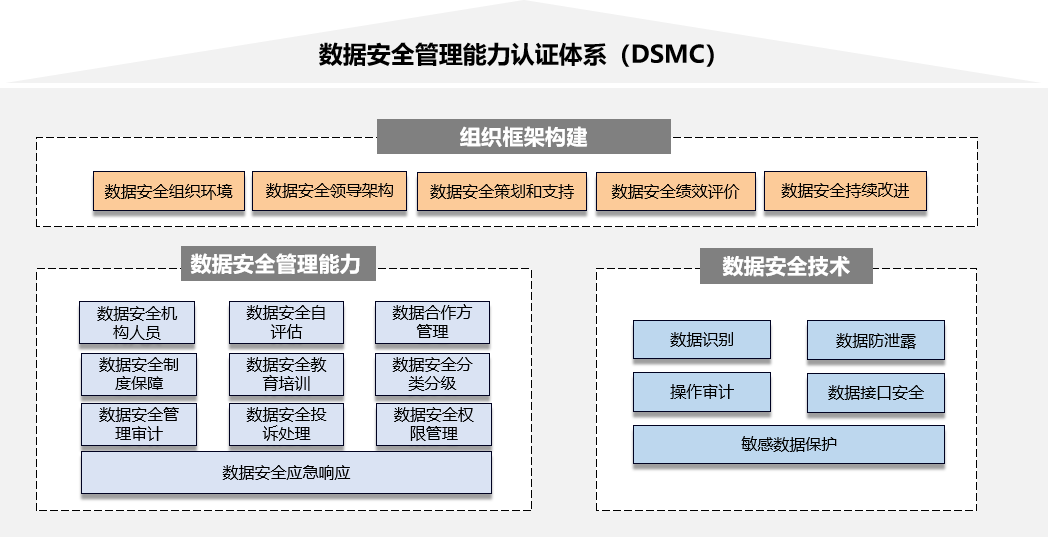 数据安全管理能力认证体系（DSMC）
组织框架构建
数据安全组织环境
数据安全领导架构
数据安全策划和支持
数据安全绩效评价
数据安全持续改进
数据安全管理能力
数据安全机
构人员
数据安全自
评估
数据合作方
管理
数据安全制
度保障
数据安全教
育培训
数据安全分
类分级
数据安全管
理审计
数据安全投
诉处理
数据安全权
限管理
数据安全应急响应
数据安全技术
数据识别
数据防泄露
操作审计
数据接口安全
敏感数据保护